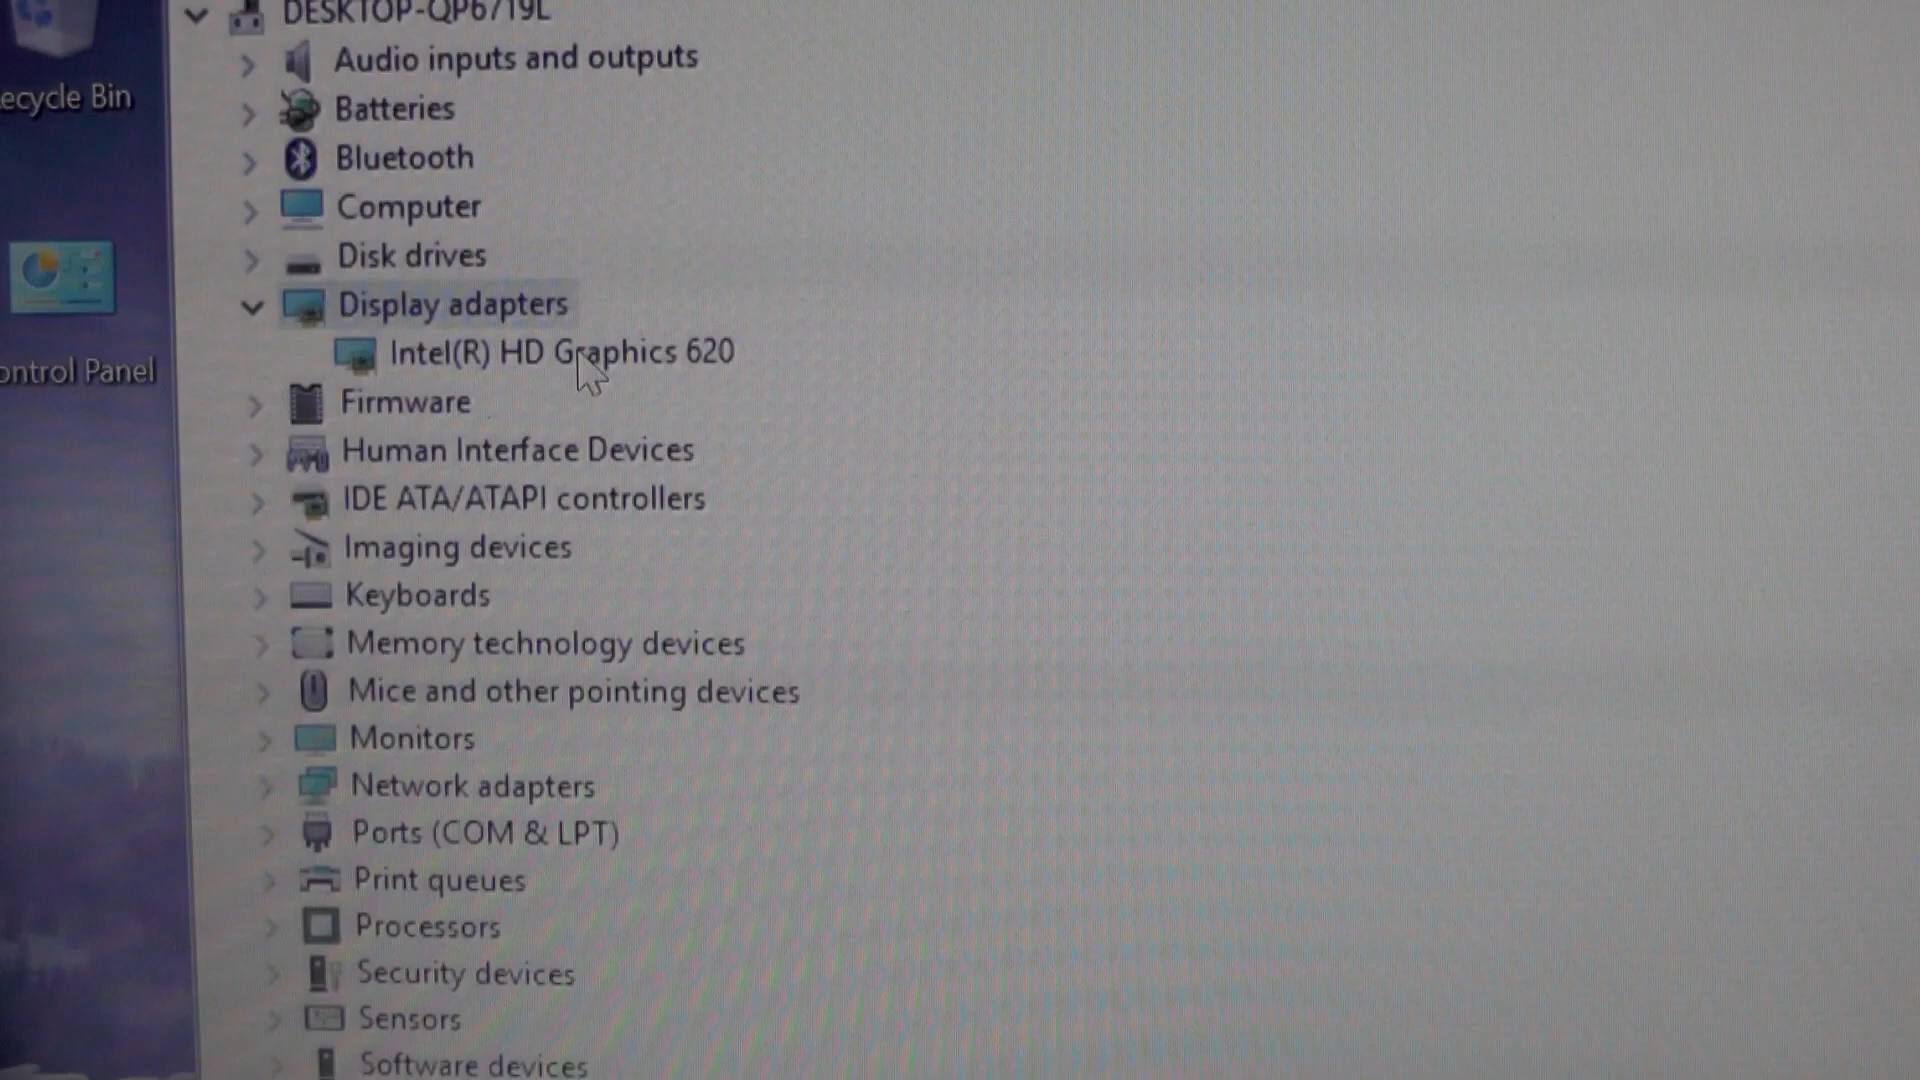 DESKTOP-QP6719L
Audio inputs and outputs
Batteries
ecycle Bin
Bluetooth
Computer
Disk drives
Display adapters
Intel(R) HD Graphics 620
ontrol Panel
Firmware
Human Interface Devices
IDE ATA/ATAPI controllers
Imaging devices
Keyboards
Memory technology devices
Mice and other pointing devices
Monitors
Network adapters
Ports (COM & LPT)
Print queues
Processors
Security devices
Sensors
Software devices